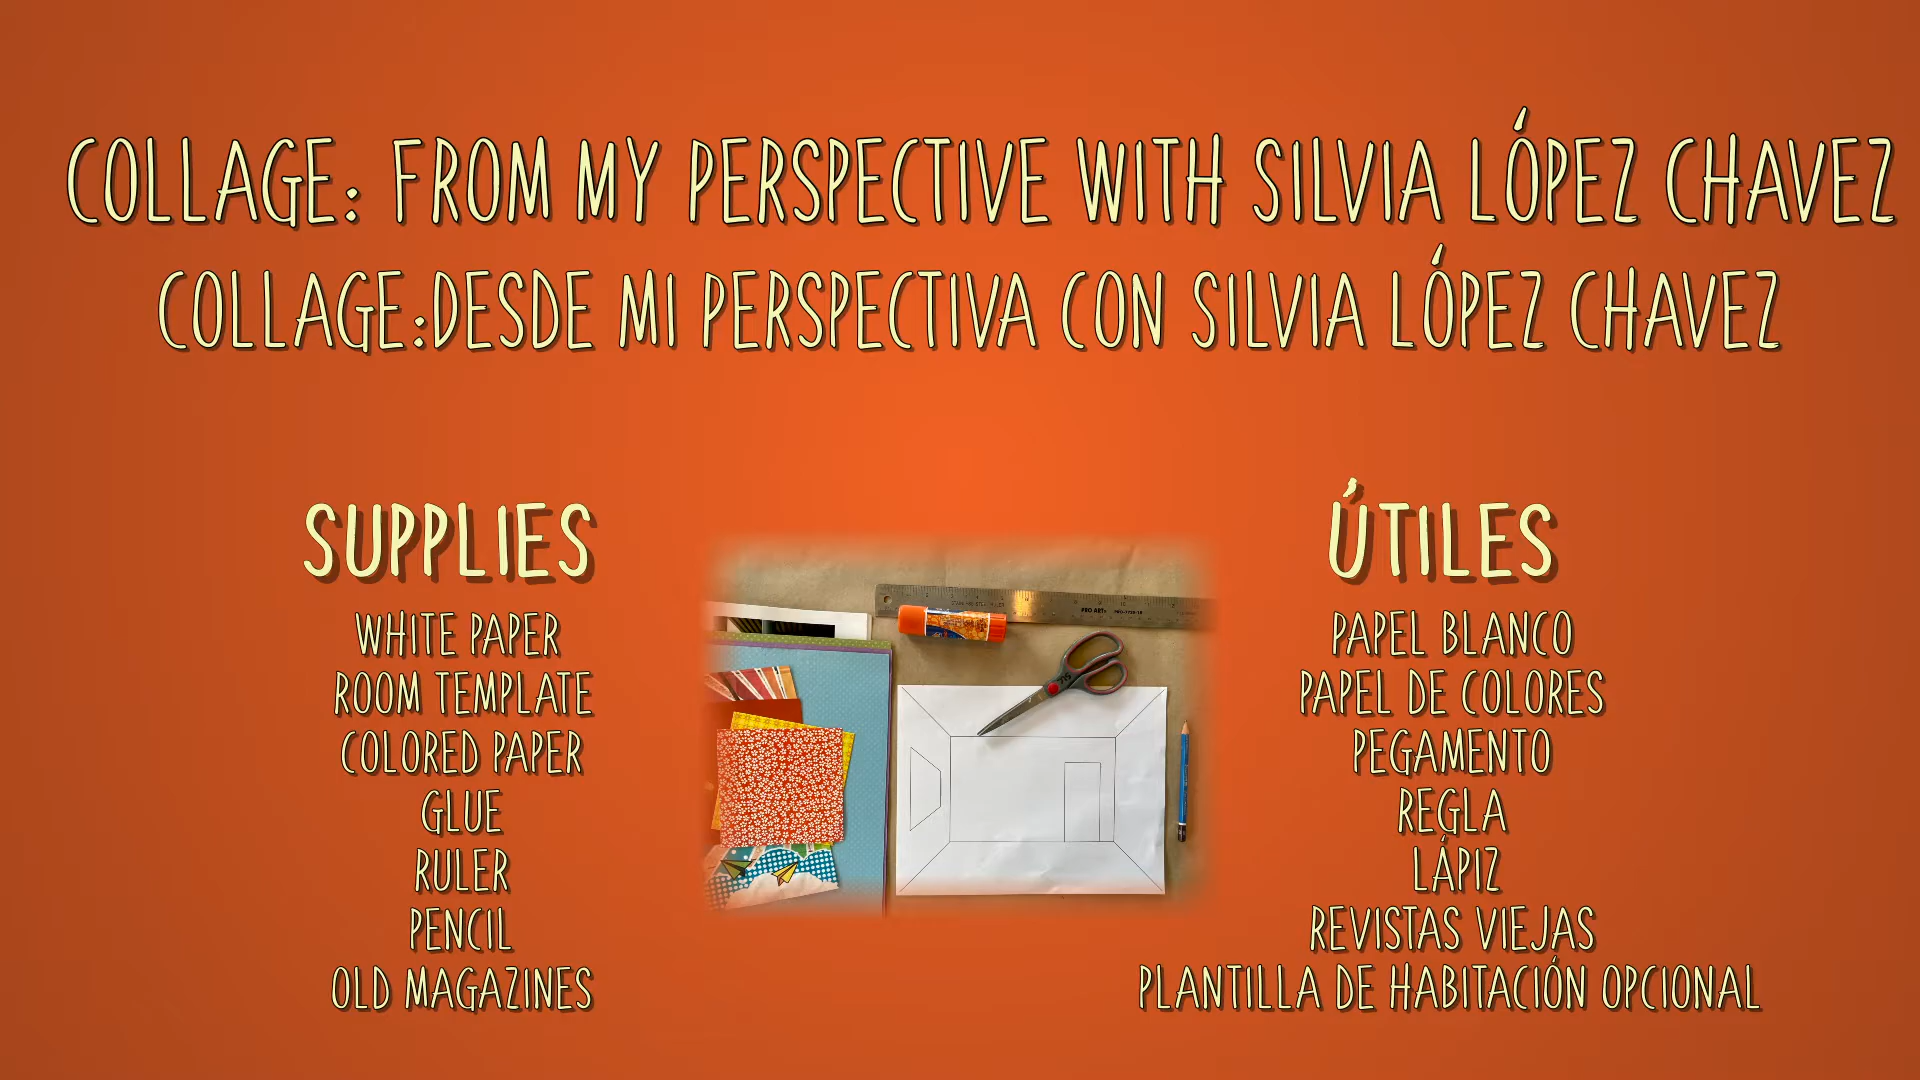 COLLAGE: FROM MY PERSPECTIVE WITH SILVIA LÓPEZ CHAVEZ
COLLAGE:DESDE MI PERSPECTIVA CON SILVIA LÓPEZ CHAVEZ
SUPPLIES
WHITE PAPER
ROOM TEMPLATE
COLORED PAPER
GLUE
RULER
PENCIL
OLD MAGAZINES
PRO ART
ÚTILES
PAPEL BLANCO
PAPEL DE COLORES
PEGAMENTO
REGLA
LÁPIZ
REVISTAS VIEJAS
PLANTILLA DE HABITACIÓN OPCIONAL